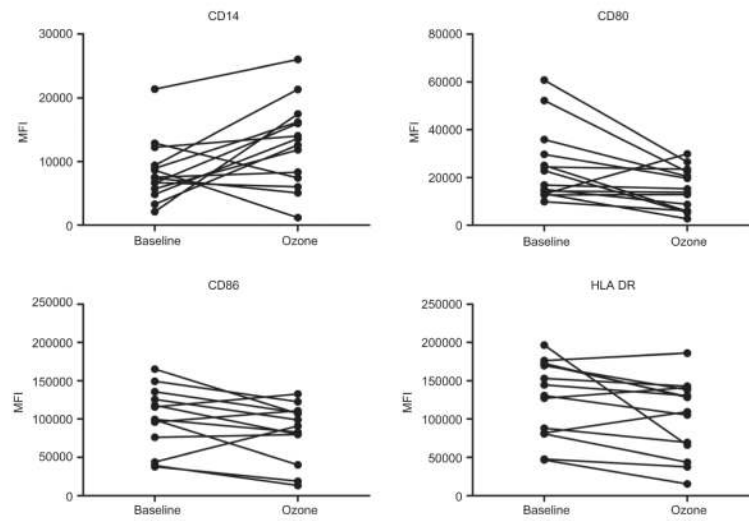 CD14
30000
20000
10000
0
MFI
Baseline Ozone
CD80
80000
60000
40000
20000
0
MFI
Baseline Ozone
CD86
250000
200000
150000
100000
50000
0
MFI
Baseline Ozone
HLA DR
250000
200000
150000
100000
50000
0
MFI
Baseline Ozone